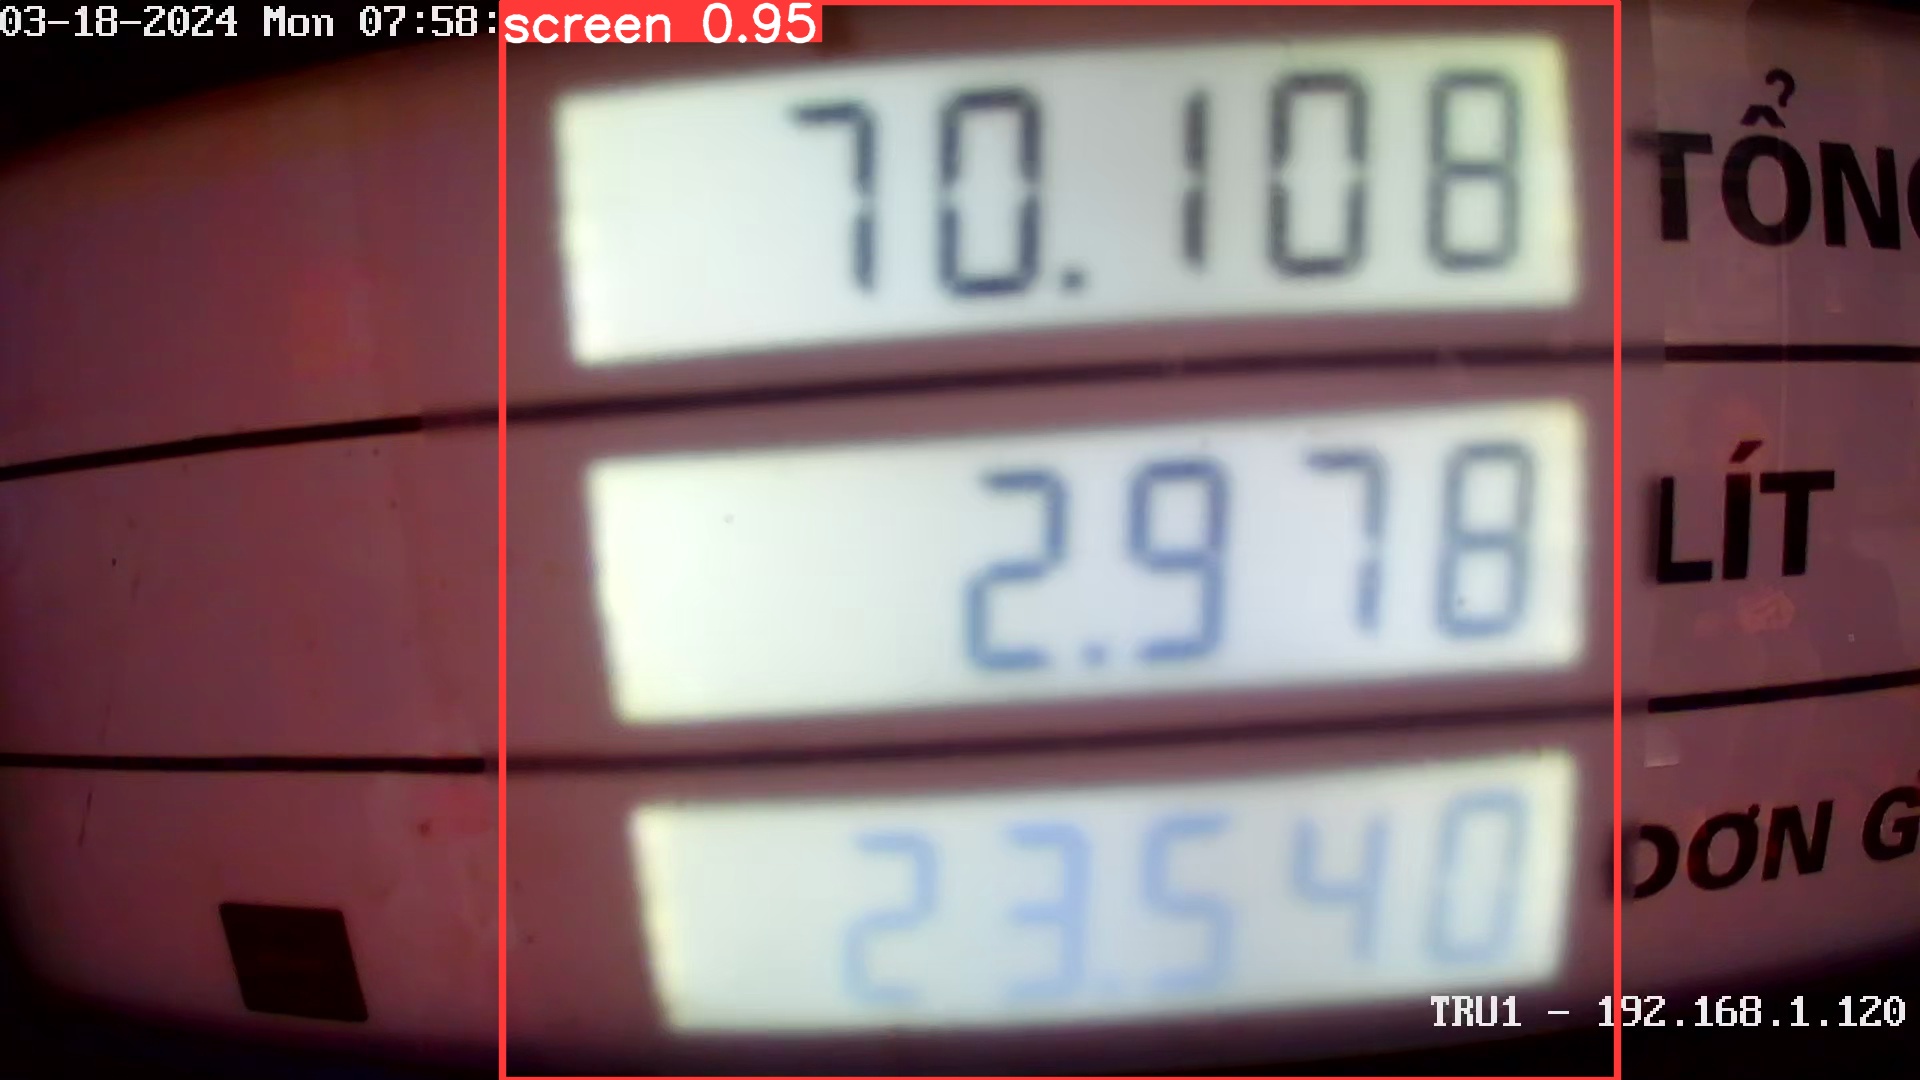 03-18-2024 Mon 07:58:
screen 0.95
70.108
TỔNG
2.978
LÍT
23.540
ĐƠN G
TRU1 - 192.168.1.120